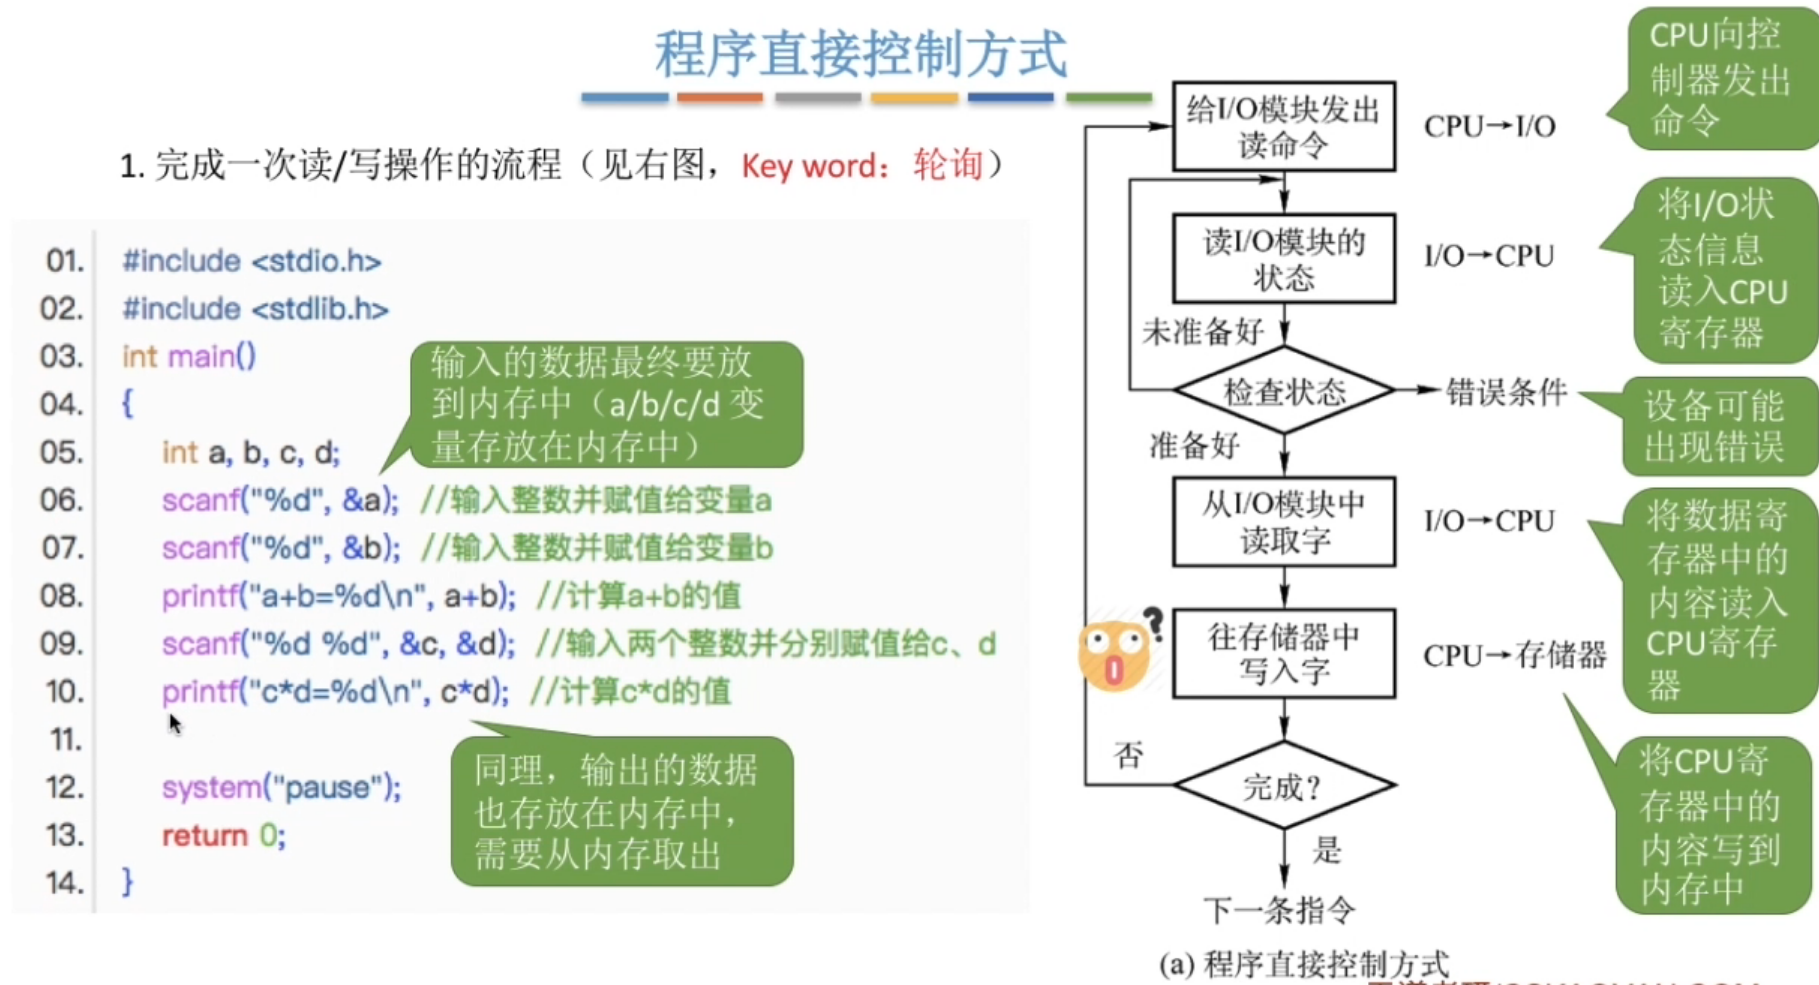 程序直接控制方式
1. 完成一次读/写操作的流程（见右图，Key word：轮询）
01. #include <stdio.h>
02. #include <stdlib.h>
03. int main()
04. {
05. int a, b, c, d;
06. scanf("%d", &a); //输入整数并赋值给变量a
07. scanf("%d", &b); //输入整数并赋值给变量b
08. printf("a+b=%d\n", a+b); //计算a+b的值
09. scanf("%d %d", &c, &d); //输入两个整数并分别赋值给c、d
10. printf("c*d=%d\n", c*d); //计算c*d的值
11.
12. system("pause");
13. return 0;
14. }
输入的数据最终要放
到内存中（a/b/c/d 变
量存放在内存中）
同理，输出的数据
也存放在内存中，
需要从内存取出
给I/O模块发出
读命令
CPU→I/O
CPU向控
制器发出
命令
读I/O模块的
状态
I/O→CPU
将I/O状
态信息
读入CPU
寄存器
未准备好
检查状态
错误条件
设备可能
出现错误
准备好
从I/O模块中
读取字
I/O→CPU
将数据寄
存器中的
内容读入
CPU寄存
器
?
往存储器中
写入字
CPU→存储器
将CPU寄
存器中的
内容写到
内存中
否
完成?
是
下一条指令
(a) 程序直接控制方式